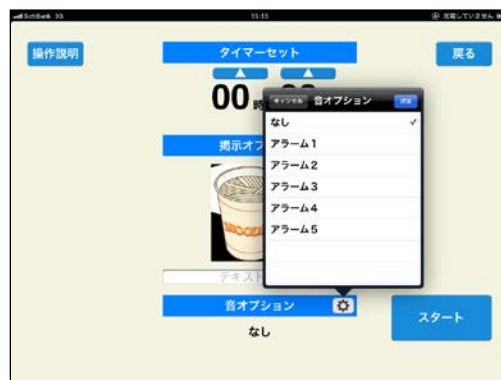 SoftBank 3G 15:15 充電していません
操作説明
タイマーセット
戻る
00 時
キャンセル 音オプション 決定
なし ✓
アラーム1
アラーム2
アラーム3
アラーム4
アラーム5
掲示オプ
NOODL
テキスト
音オプション
なし
スタート